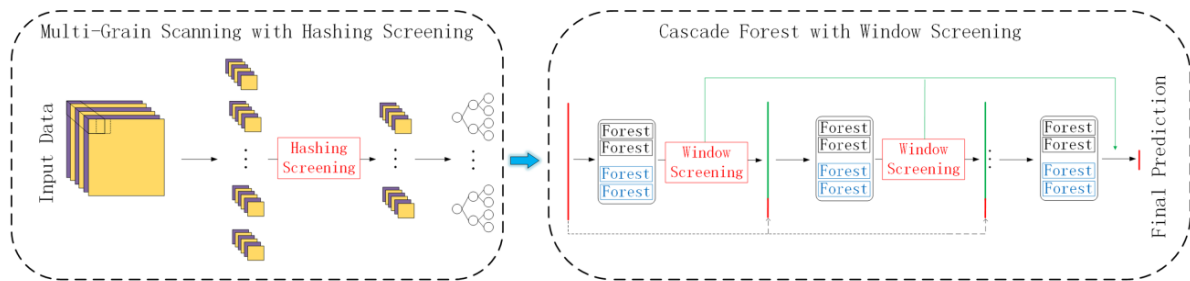 Multi-Grain Scanning with Hashing Screening
Input Data
Hashing
Screening
Cascade Forest with Window Screening
Forest
Forest
Forest
Forest
Window
Screening
Forest
Forest
Forest
Forest
Window
Screening
Forest
Forest
Forest
Forest
Final Prediction